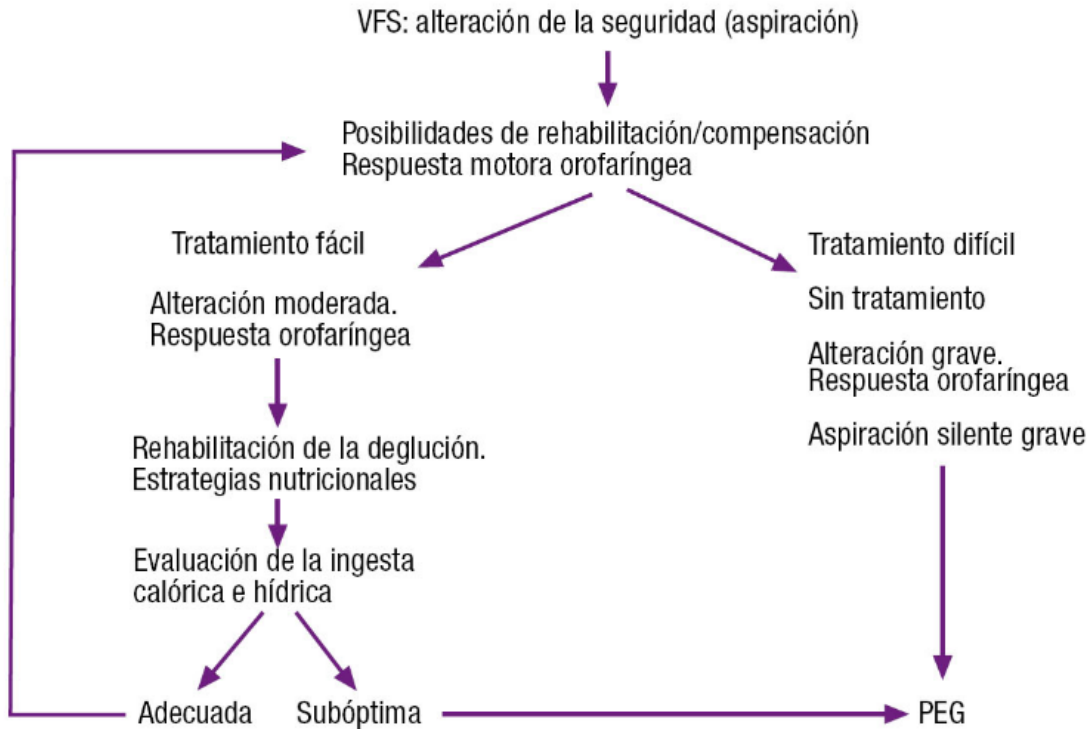 VFS: alteración de la seguridad (aspiración)
Posibilidades de rehabilitación/compensación
Respuesta motora orofaríngea
Tratamiento fácil
Alteración moderada.
Respuesta orofaríngea
Rehabilitación de la deglución.
Estrategias nutricionales
Evaluación de la ingesta
calórica e hídrica
Adecuada
Subóptima
Tratamiento difícil
Sin tratamiento
Alteración grave.
Respuesta orofaríngea
Aspiración silente grave
PEG